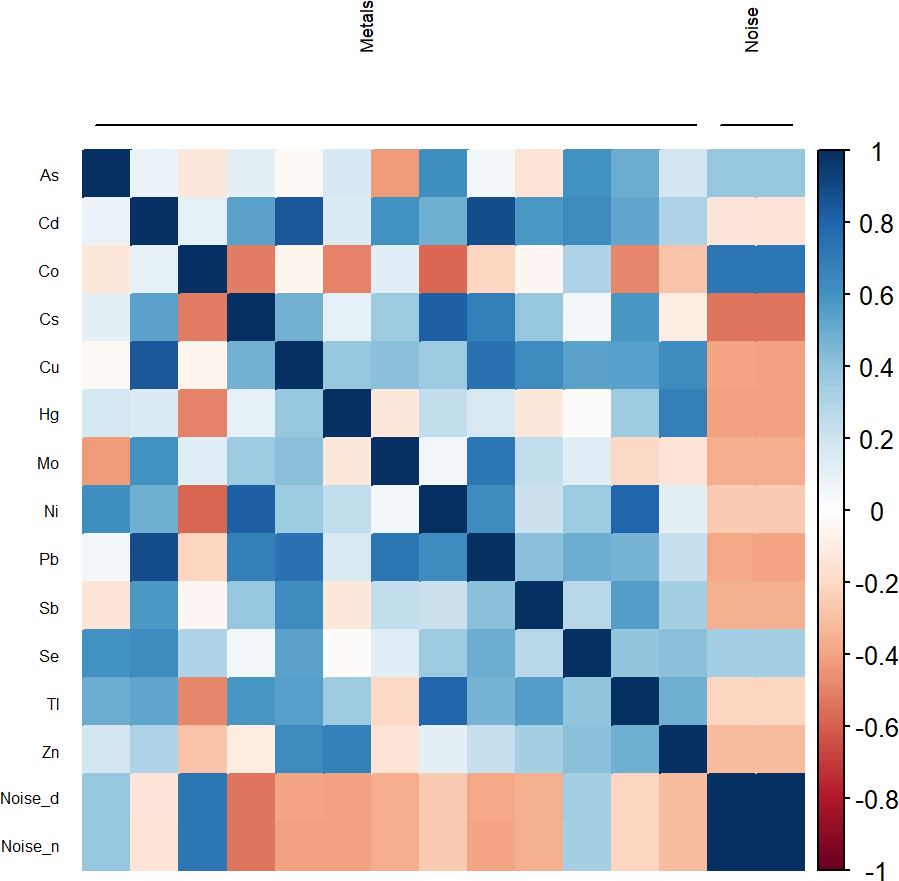 Metals
Noise
As
Cd
Co
Cs
Cu
Hg
Mo
Ni
Pb
Sb
Se
Tl
Zn
Noise_d
Noise_n
1
0.8
0.6
0.4
0.2
0
-0.2
-0.4
-0.6
-0.8
-1